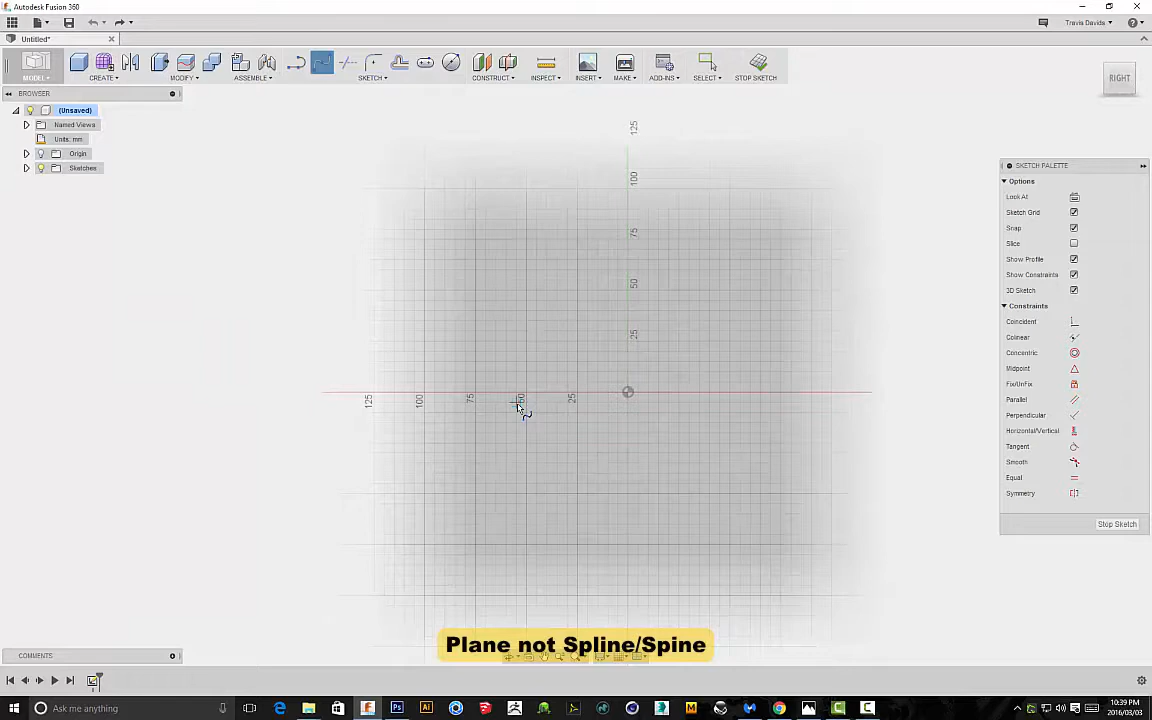 Autodesk Fusion 360
Travis Davids
Untitled*
MODEL
CREATE
MODIFY
ASSEMBLE
SKETCH
CONSTRUCT
INSPECT
INSERT
MAKE
ADD-INS
SELECT
STOP SKETCH
BROWSER
RIGHT
(Unsaved)
Named Views
Units: mm
Origin
Sketches
125
100
75
50
25
125
100
75
50
25
SKETCH PALETTE
Options
Look At
Sketch Grid
Snap
Slice
Show Profile
Show Constraints
3D Sketch
Constraints
Coincident
Colinear
Concentric
Midpoint
Fix/UnFix
Parallel
Perpendicular
Horizontal/Vertical
Tangent
Smooth
Equal
Symmetry
Stop Sketch
Plane not Spline/Spine
COMMENTS
Ask me anything
10:39 PM
2016/03/03